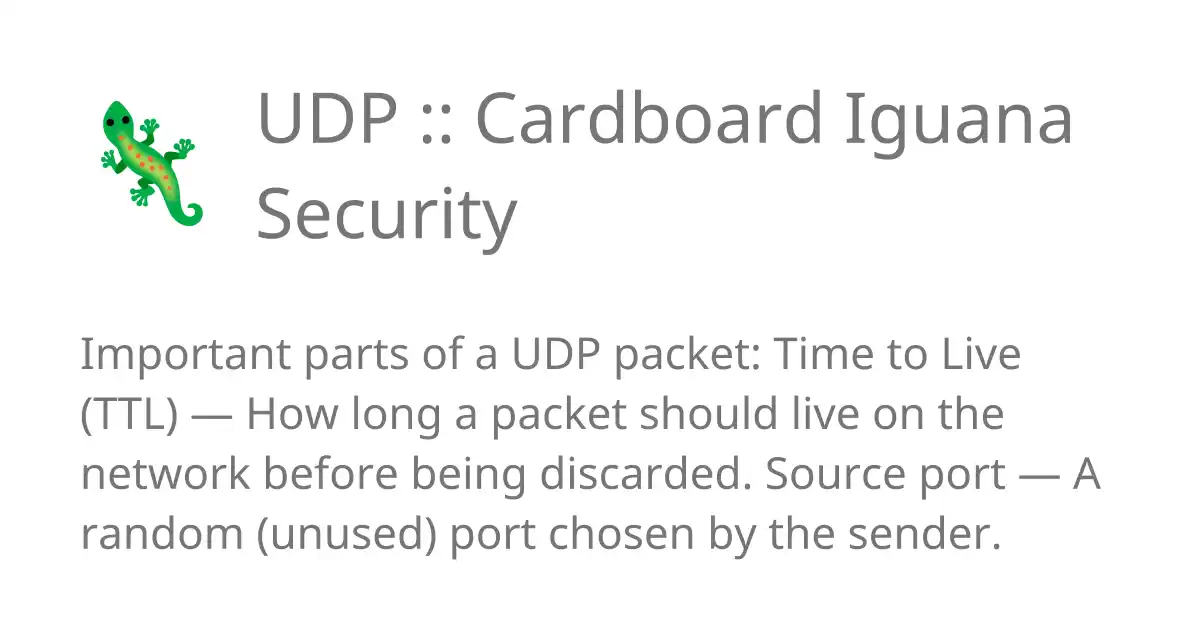 UDP :: Cardboard Iguana
Security
Important parts of a UDP packet: Time to Live
(TTL) — How long a packet should live on the
network before being discarded. Source port — A
random (unused) port chosen by the sender.